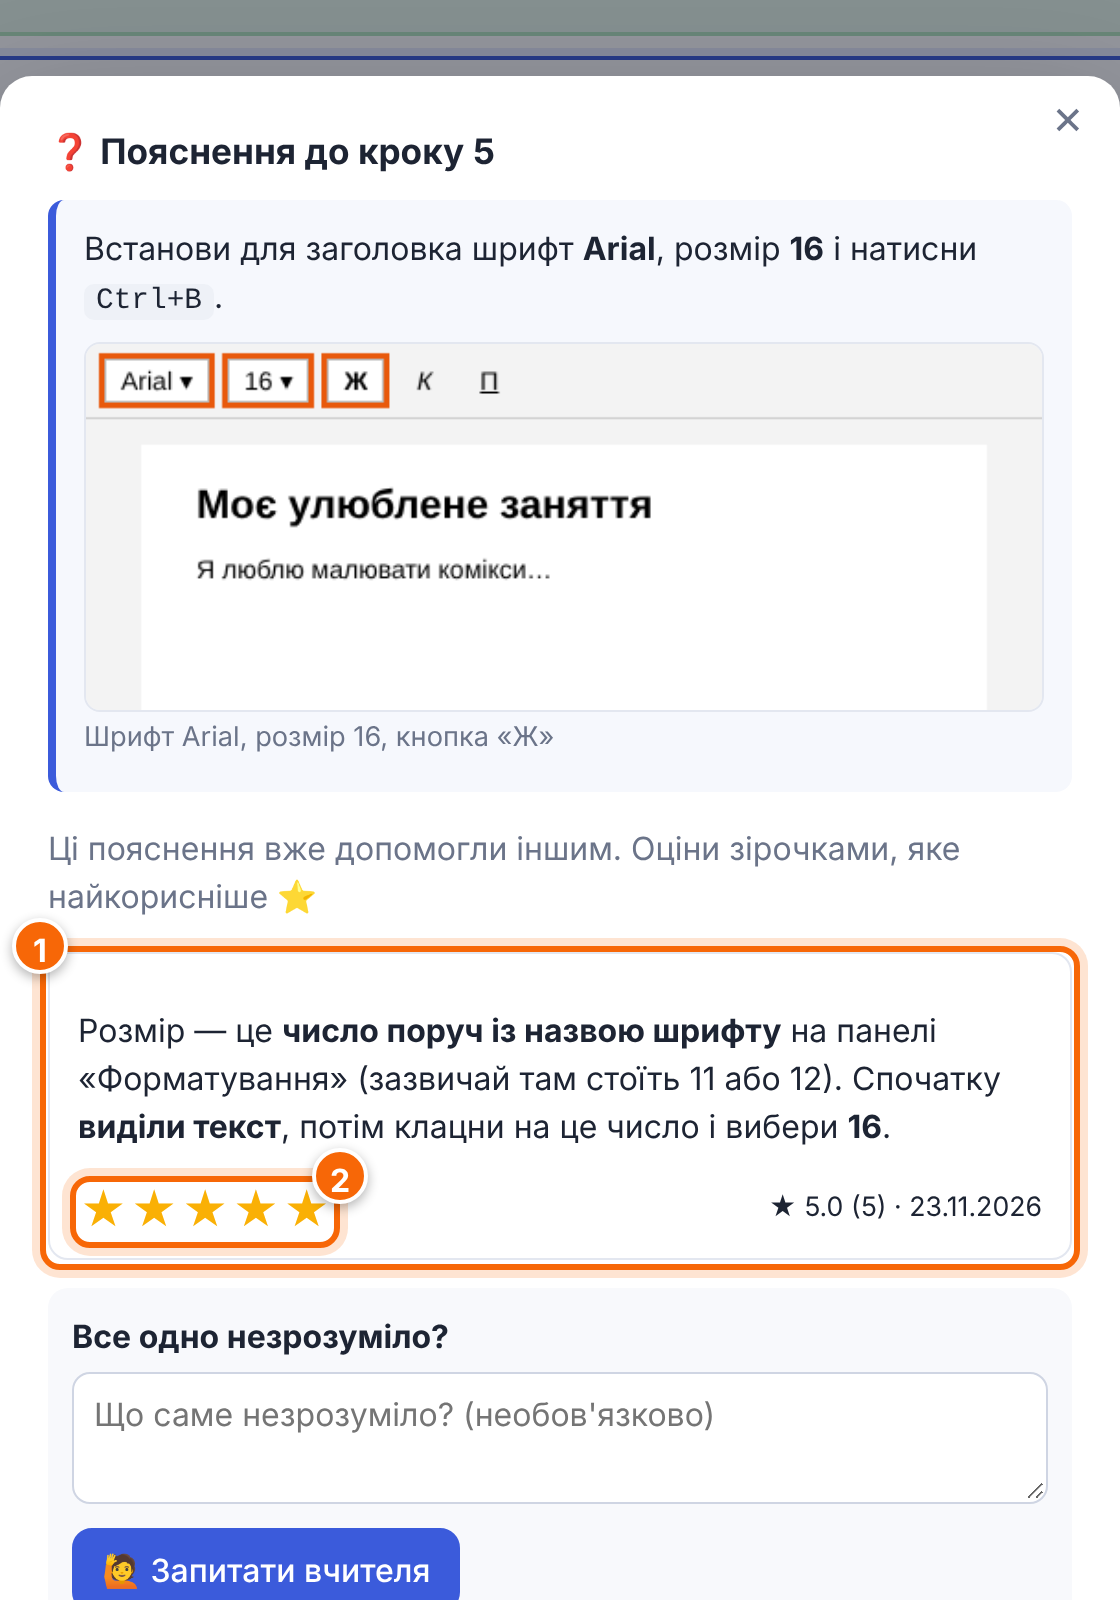 ❓ Пояснення до кроку 5
Встанови для заголовка шрифт Arial, розмір 16 і натисни
Ctrl+B .
Arial ▾ 16 ▾ Ж К П
Моє улюблене заняття
Я люблю малювати комікси…
Шрифт Arial, розмір 16, кнопка «Ж»
Ці пояснення вже допомогли іншим. Оціни зірочками, яке
найкорисніше ⭐
1
Розмір — це число поруч із назвою шрифту на панелі
«Форматування» (зазвичай там стоїть 11 або 12). Спочатку
виділи текст, потім клацни на це число і вибери 16.
2
★ ★ ★ ★ ★ ★ 5.0 (5) · 23.11.2026
Все одно незрозуміло?
Що саме незрозуміло? (необов'язково)
🙋 Запитати вчителя